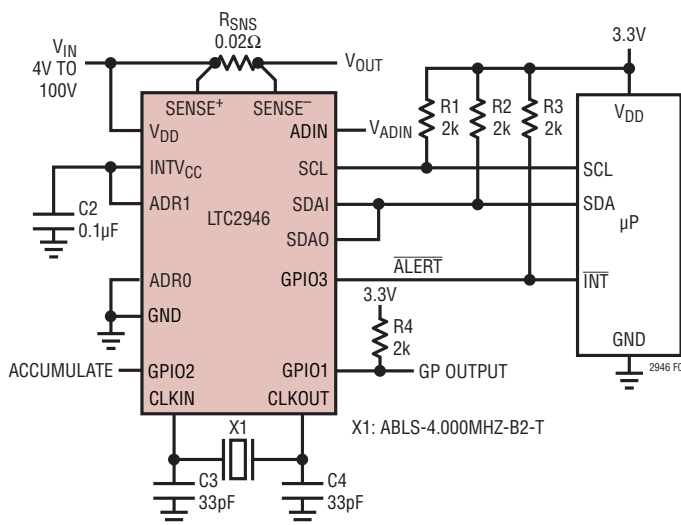 RSNS
0.02Ω
VIN
4V TO
100V
VOUT
3.3V
SENSE+
SENSE–
VDD
ADIN
VADIN
R1
2k
R2
2k
R3
2k
VDD
INTVCC
SCL
SCL
ADR1
LTC2946
SDAI
SDA
C2
0.1µF
SDAO
µP
ADR0
GPIO3
ALERT
INT
GND
3.3V
R4
2k
GND
ACCUMULATE
GPIO2
GPIO1
GP OUTPUT
2946 F
CLKIN
CLKOUT
X1
X1: ABLS-4.000MHZ-B2-T
C3
33pF
C4
33pF